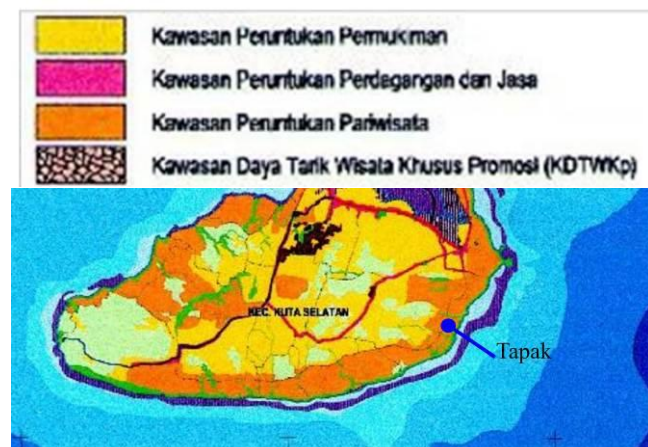 Kawasan Peruntukan Permukiman
Kawasan Peruntukan Perdagangan dan Jasa
Kawasan Peruntukan Pariwisata
Kawasan Daya Tarik Wisata Khusus Promosi (KDTWKp)
KEC. KUTA SELATAN
Tapak